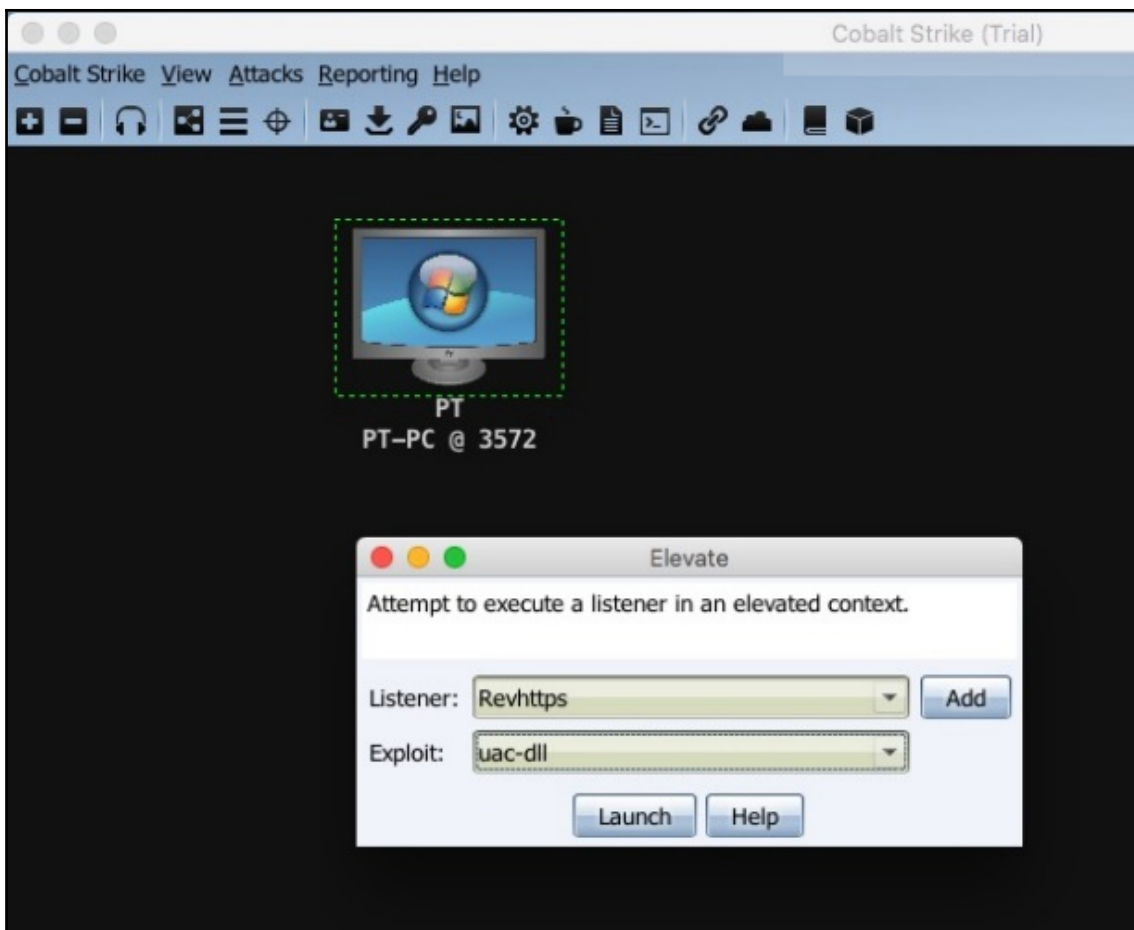 Cobalt Strike (Trial)
Cobalt Strike View Attacks Reporting Help
PT
PT-PC @ 3572
Elevate
Attempt to execute a listener in an elevated context.
Listener: Revhttps Add
Exploit: uac-dll
Launch Help